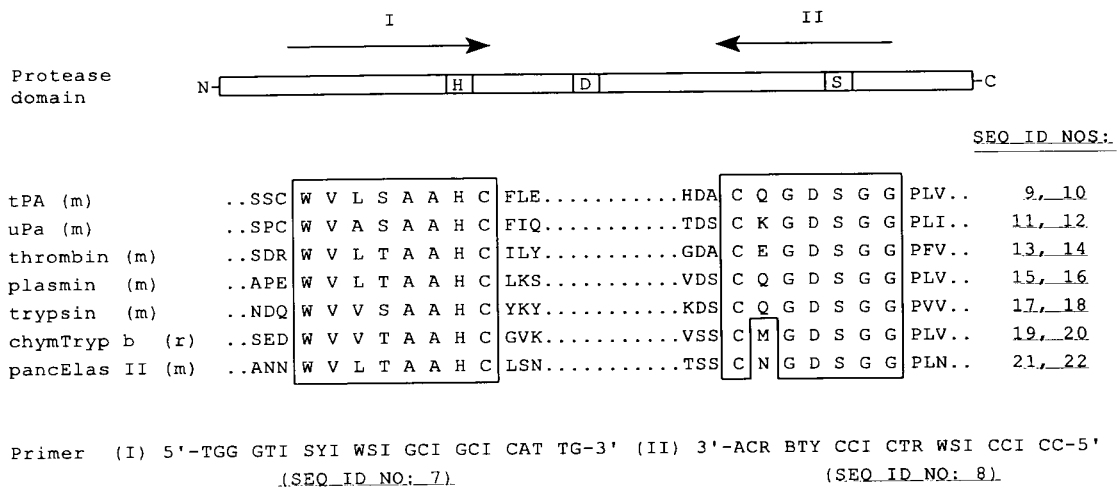 I II
Protease domain N- H D S -C
SEQ ID NOS:
tPA (m) ..SSC W V L S A A H C FLE..........................HDA C Q G D S G G PLV.. 9, 10
uPa (m) ..SPC W V A S A A H C FIQ..........................TDS C K G D S G G PLI.. 11, 12
thrombin (m) ..SDR W V L T A A H C ILY..........................GDA C E G D S G G PFV.. 13, 14
plasmin (m) ..APE W V L T A A H C LKS..........................VDS C Q G D S G G PLV.. 15, 16
trypsin (m) ..NDQ W V V S A A H C YKY..........................KDS C Q G D S G G PVV.. 17, 18
chymTryp b (r) ..SED W V V T A A H C GVK..........................VSS C M G D S G G PLV.. 19, 20
pancElas II (m) ..ANN W V L T A A H C LSN..........................TSS C N G D S G G PLN.. 21, 22
Primer (I) 5'-TGG GTI SYI WSI GCI GCI CAT TG-3' (II) 3'-ACR BTY CCI CTR WSI CCI CC-5'
(SEQ ID NO: 7) (SEQ ID NO: 8)